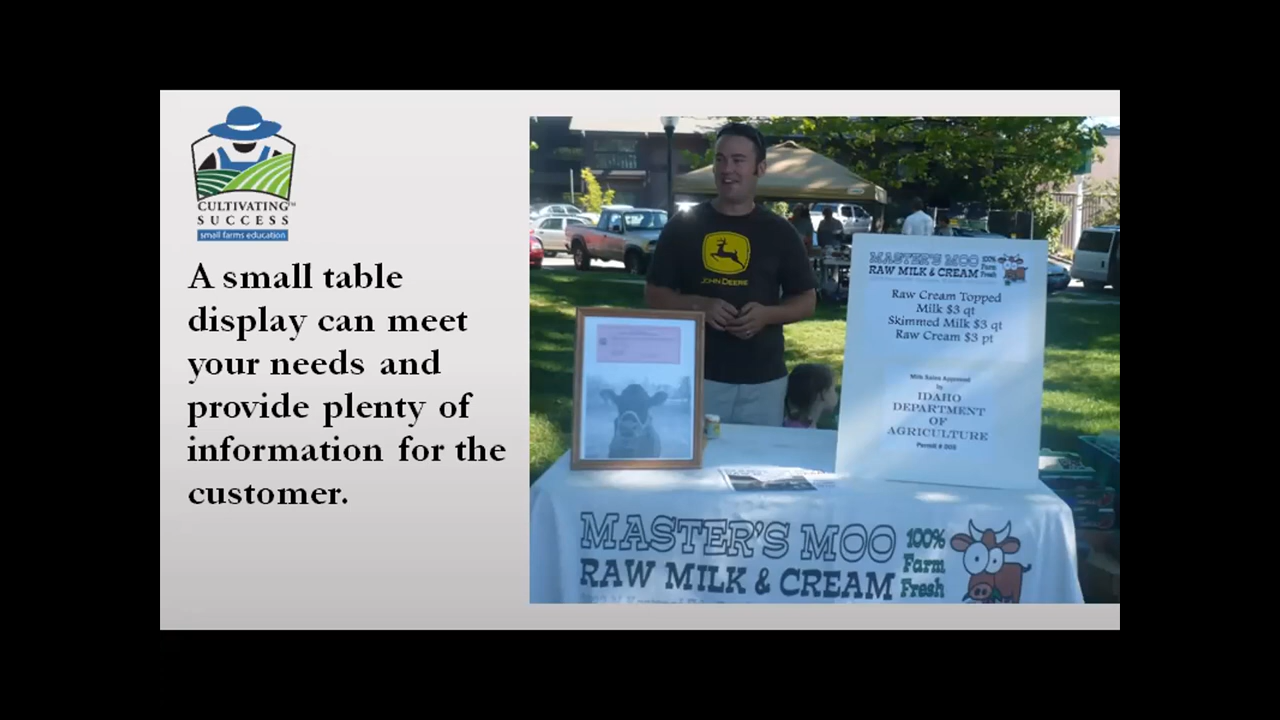 CULTIVATING™
SUCCESS
small farms education
A small table
display can meet
your needs and
provide plenty of
information for the
customer.
JOHN DEERE
MASTER'S MOO
RAW MILK & CREAM
100%
Farm
Fresh
Raw Cream Topped
Milk $3 qt
Skimmed Milk $3 qt
Raw Cream $3 pt
Milk Sales Approved
by
IDAHO
DEPARTMENT
OF
AGRICULTURE
MASTER'S MOO
RAW MILK & CREAM
100%
Farm
Fresh